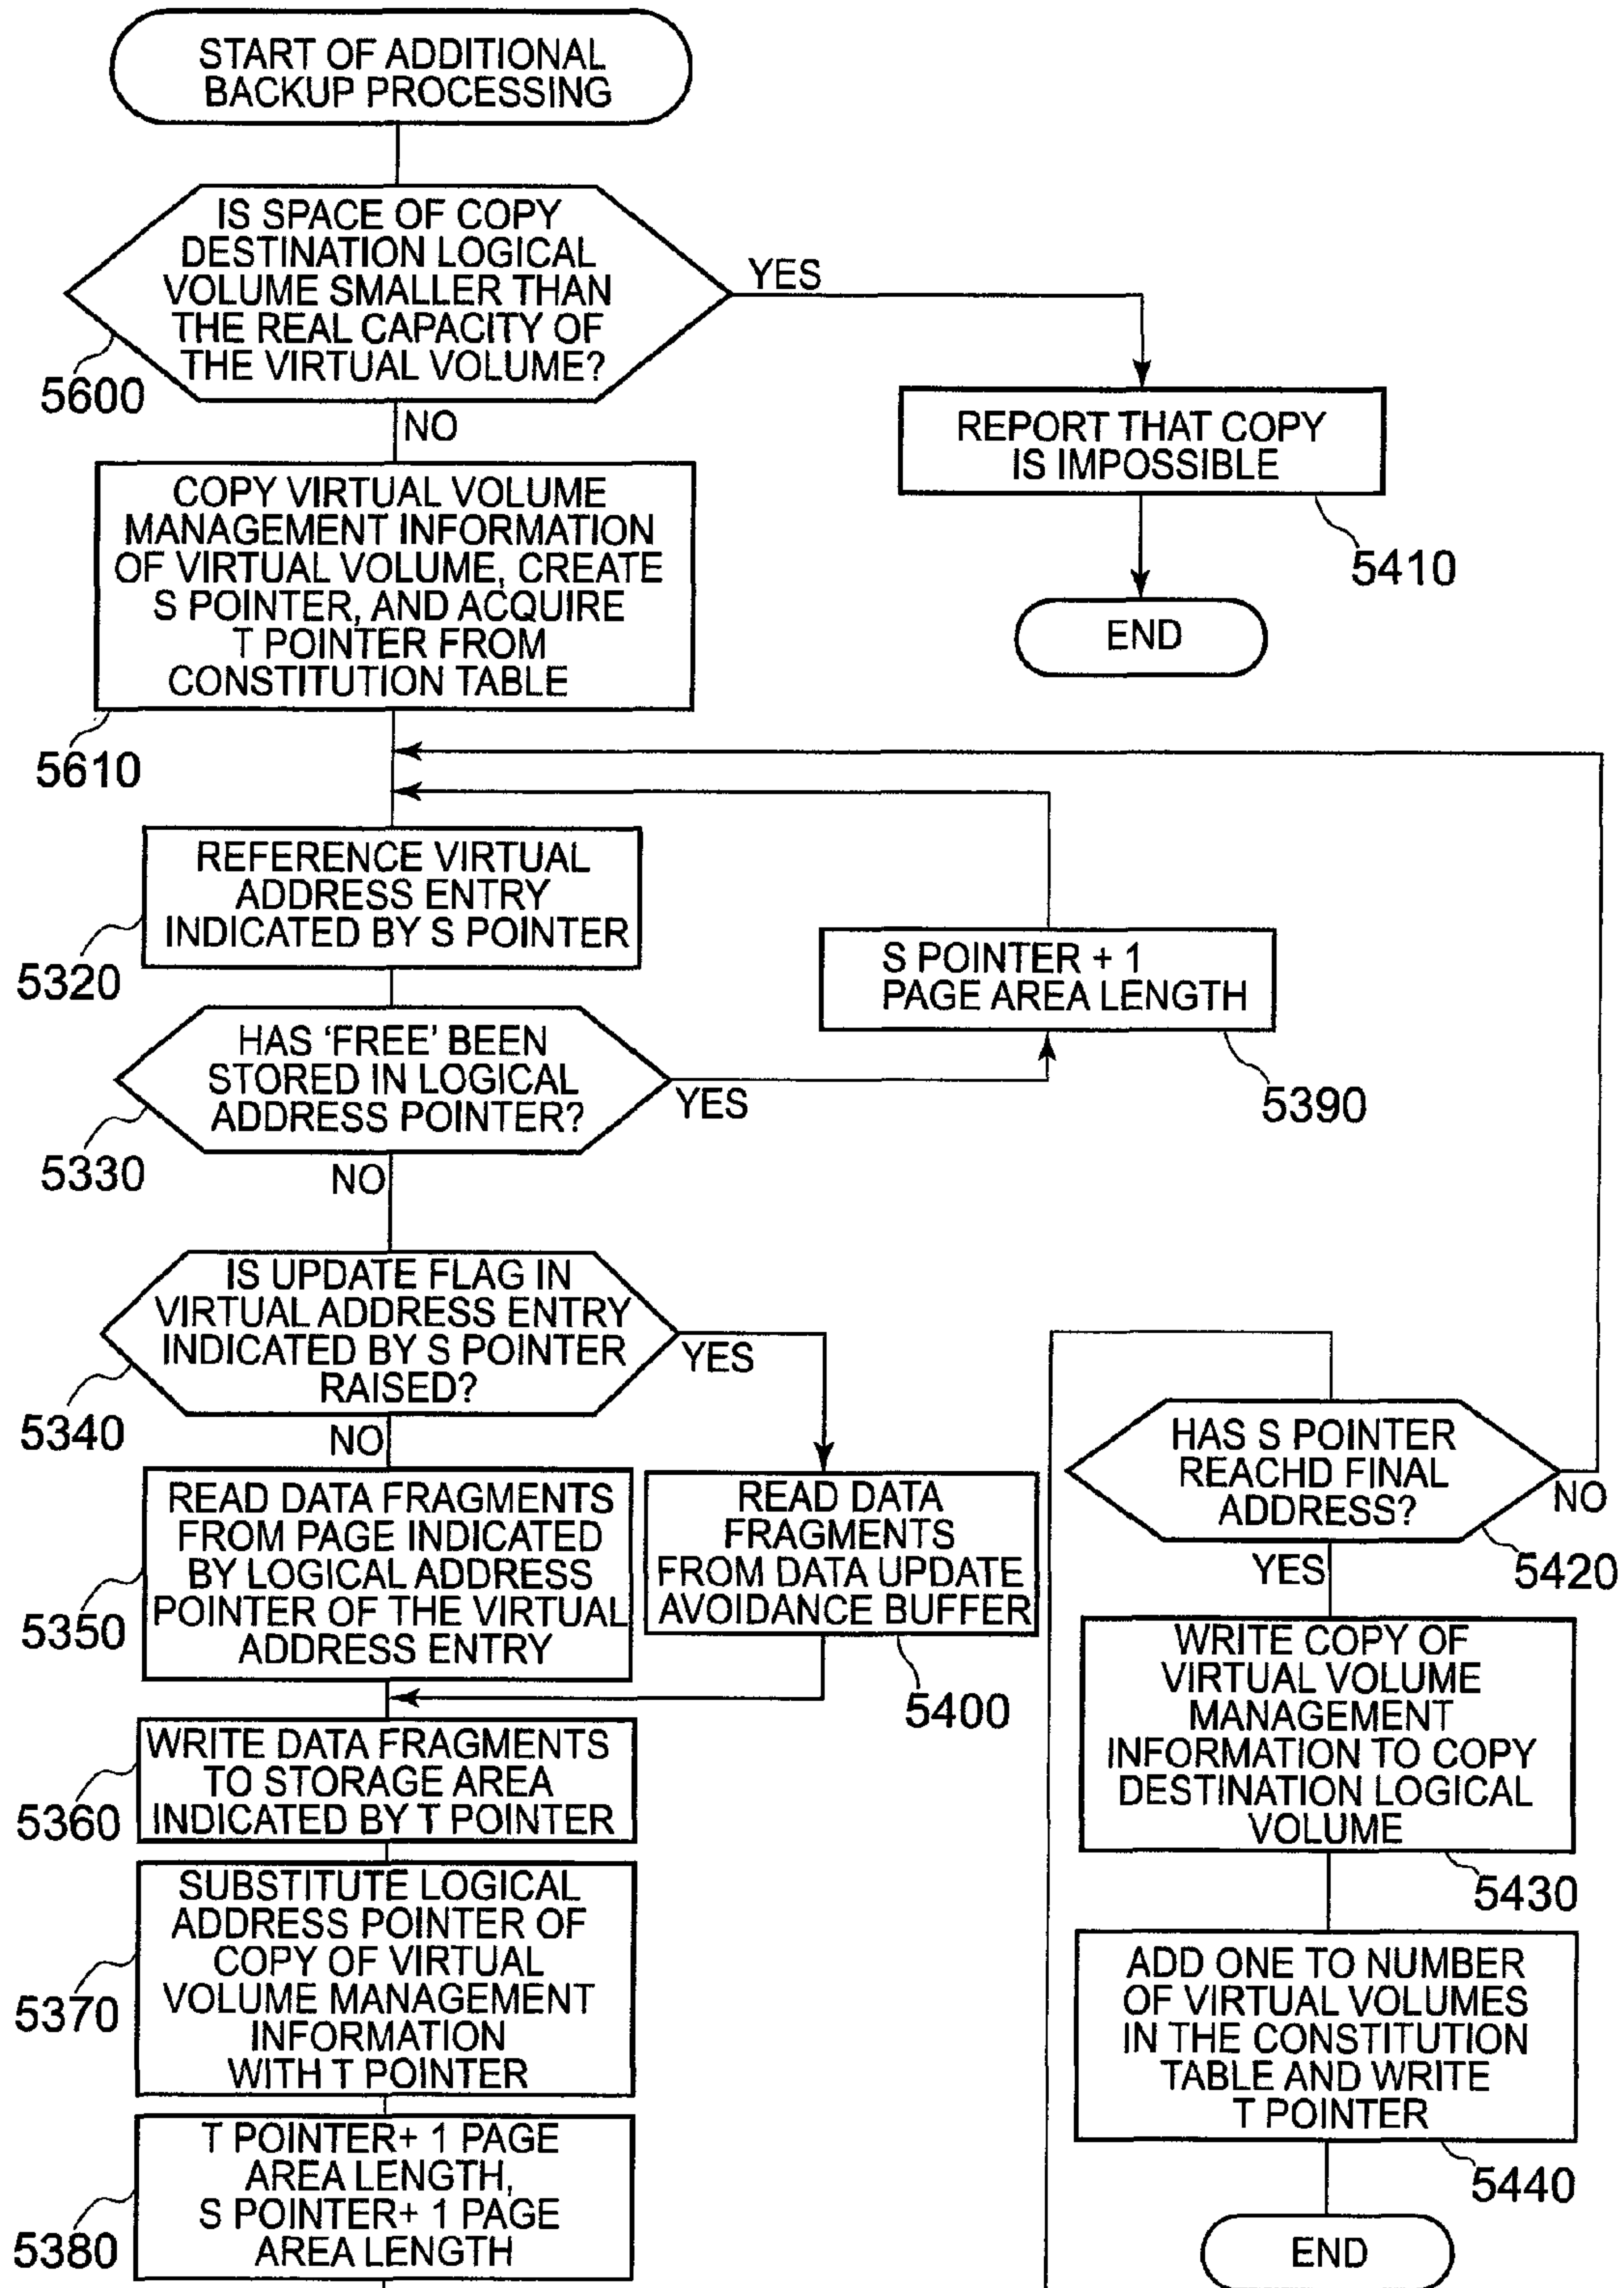 START OF ADDITIONAL
BACKUP PROCESSING
IS SPACE OF COPY
DESTINATION LOGICAL
VOLUME SMALLER THAN
THE REAL CAPACITY OF
THE VIRTUAL VOLUME?
YES
5600
NO
REPORT THAT COPY
IS IMPOSSIBLE
5410
END
COPY VIRTUAL VOLUME
MANAGEMENT INFORMATION
OF VIRTUAL VOLUME, CREATE
S POINTER, AND ACQUIRE
T POINTER FROM
CONSTITUTION TABLE
5610
REFERENCE VIRTUAL
ADDRESS ENTRY
INDICATED BY S POINTER
5320
S POINTER + 1
PAGE AREA LENGTH
5390
HAS ‘FREE’ BEEN
STORED IN LOGICAL
ADDRESS POINTER?
YES
5330
NO
IS UPDATE FLAG IN
VIRTUAL ADDRESS ENTRY
INDICATED BY S POINTER
RAISED?
YES
5340
NO
READ DATA FRAGMENTS
FROM PAGE INDICATED
BY LOGICAL ADDRESS
POINTER OF THE VIRTUAL
ADDRESS ENTRY
5350
READ DATA
FRAGMENTS
FROM DATA UPDATE
AVOIDANCE BUFFER
5400
WRITE DATA FRAGMENTS
TO STORAGE AREA
INDICATED BY T POINTER
5360
SUBSTITUTE LOGICAL
ADDRESS POINTER OF
COPY OF VIRTUAL
VOLUME MANAGEMENT
INFORMATION
WITH T POINTER
5370
T POINTER+ 1 PAGE
AREA LENGTH,
S POINTER+ 1 PAGE
AREA LENGTH
5380
HAS S POINTER
REACHD FINAL
ADDRESS?
NO
5420
YES
WRITE COPY OF
VIRTUAL VOLUME
MANAGEMENT
INFORMATION TO COPY
DESTINATION LOGICAL
VOLUME
5430
ADD ONE TO NUMBER
OF VIRTUAL VOLUMES
IN THE CONSTITUTION
TABLE AND WRITE
T POINTER
5440
END